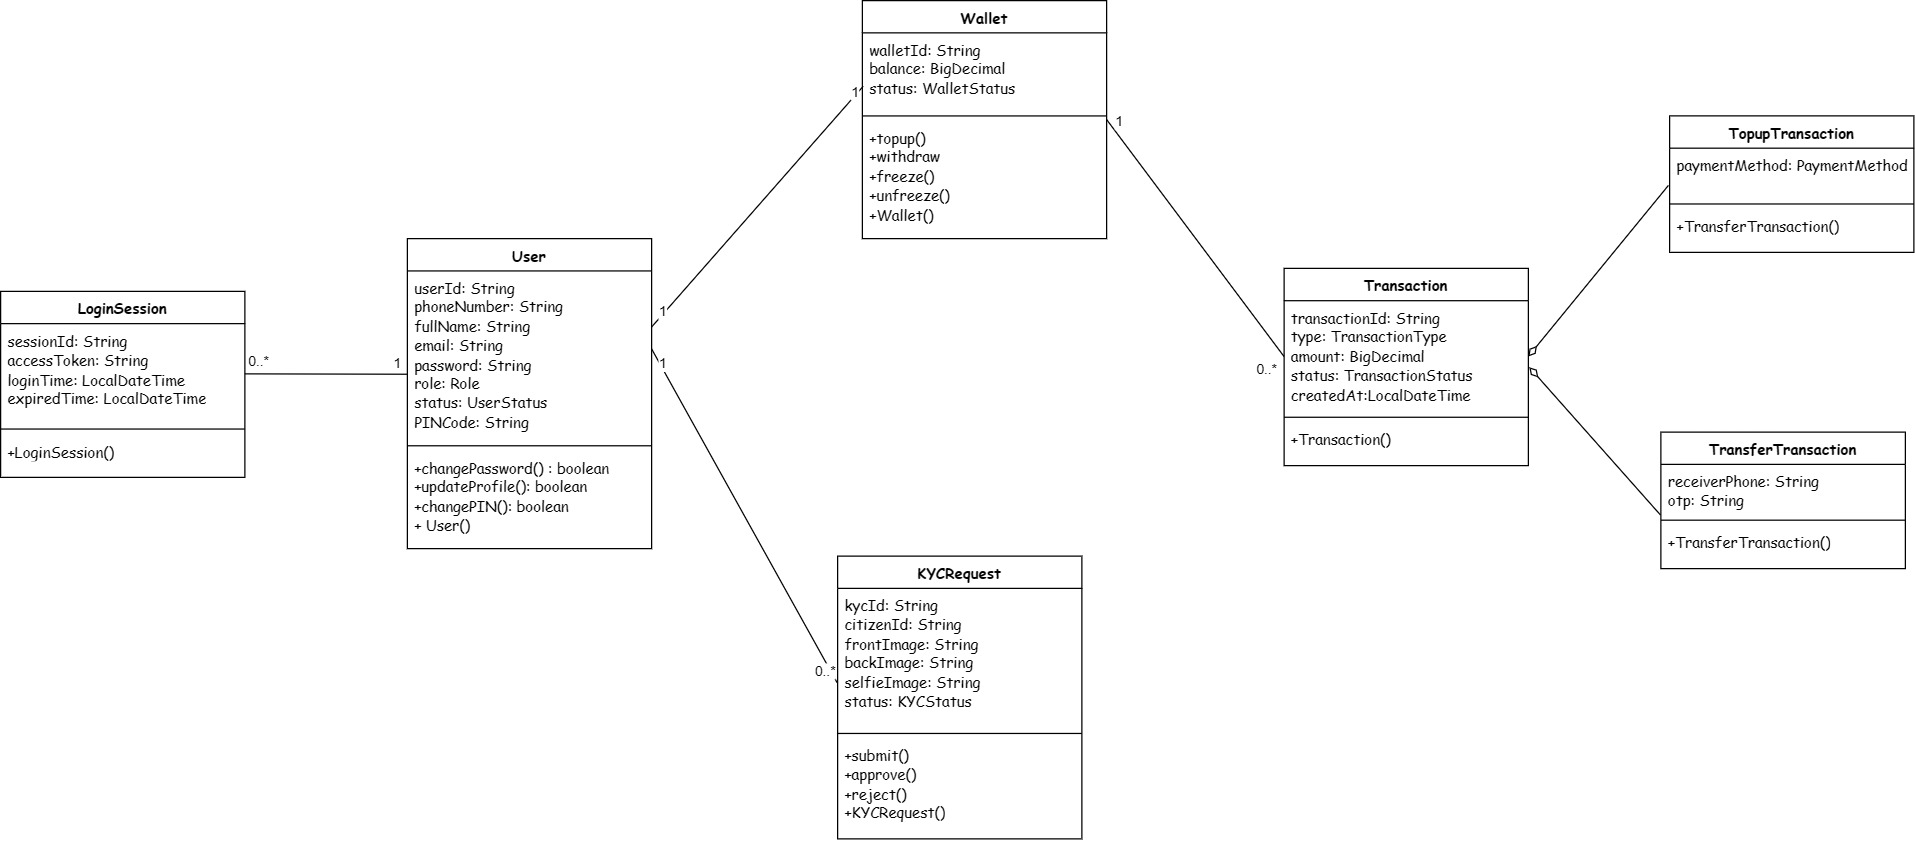 Wallet
walletId: String
balance: BigDecimal
status: WalletStatus
+topup()
+withdraw
+freeze()
+unfreeze()
+Wallet()
1
1
1
0..*
User
userId: String
phoneNumber: String
fullName: String
email: String
password: String
role: Role
status: UserStatus
PINCode: String
+changePassword() : boolean
+updateProfile(): boolean
+changePIN(): boolean
+ User()
LoginSession
sessionId: String
accessToken: String
loginTime: LocalDateTime
expiredTime: LocalDateTime
+LoginSession()
0..*
1
1
0..*
KYCRequest
kycId: String
citizenId: String
frontImage: String
backImage: String
selfieImage: String
status: KYCStatus
+submit()
+approve()
+reject()
+KYCRequest()
Transaction
transactionId: String
type: TransactionType
amount: BigDecimal
status: TransactionStatus
createdAt:LocalDateTime
+Transaction()
TopupTransaction
paymentMethod: PaymentMethod
+TransferTransaction()
TransferTransaction
receiverPhone: String
otp: String
+TransferTransaction()